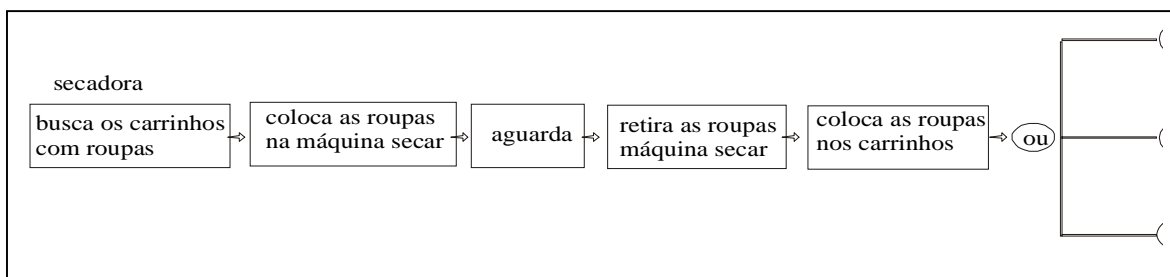 secadora
busca os carrinhos
com roupas
coloca as roupas
na máquina secar
aguarda
retira as roupas
máquina secar
coloca as roupas
nos carrinhos
ou